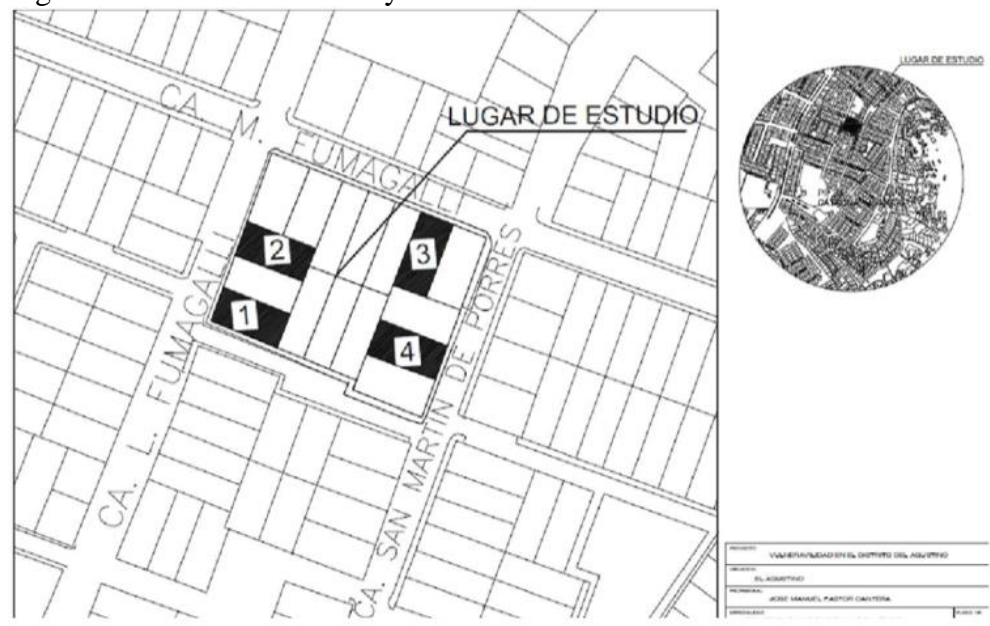 LUGAR DE ESTUDIO
LUGAR DE ESTUDIO
CA. M. FUMAGALLI
CA. L. FUMAGALLI
CA. SAN MARTIN DE PORRES
2
3
1
4
VULNERAVILIDAD EN EL DISTRITO DEL AGUSTINO
EL AGUSTINO
JOSE MANUEL PASTOR CANTERA